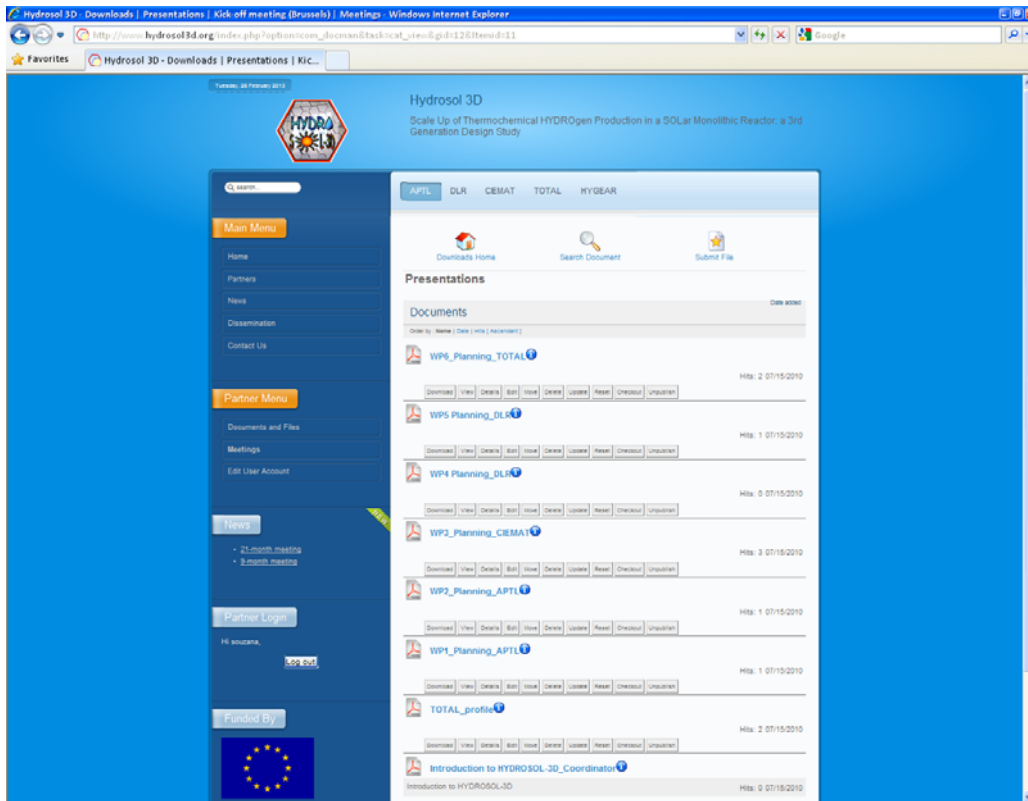 Hydrosol 3D - Downloads | Presentations | Kick-off meeting (Brussels) | Meetings - Windows Internet Explorer
http://www.hydrosol3d.org/index.php?option=com_docman&task=cat_view&gid=12&Itemid=11
Google
Favorites
Hydrosol 3D - Downloads | Presentations | Kic...
Tuesday, 26 February 2013
HYDRO
Hydrosol 3D
Scale Up of Thermochemical HYDROgen Production in a SOLar Monolithic Reactor: a 3rd
Generation Design Study
search...
APTL DLR CIEMAT TOTAL HYGEAR
Main Menu
Home
Partners
News
Dissemination
Contact Us
Partner Menu
Documents and Files
Meetings
Edit User Account
News
NEW
21-month meeting
9-month meeting
Partner Login
Hi souzana,
Log out
Funded By
Downloads Home Search Document Submit File
Presentations
Documents
Date added
Order by : Name | Date | Hits [ Ascendent ]
WP6_Planning_TOTAL
Hits: 2 07/15/2010
Download View Details Edit Move Delete Update Reset Checkout Unpublish
WP5 Planning_DLR
Hits: 1 07/15/2010
Download View Details Edit Move Delete Update Reset Checkout Unpublish
WP4 Planning_DLR
Hits: 0 07/15/2010
Download View Details Edit Move Delete Update Reset Checkout Unpublish
WP3_Planning_CIEMAT
Hits: 3 07/15/2010
Download View Details Edit Move Delete Update Reset Checkout Unpublish
WP2_Planning_APTL
Hits: 1 07/15/2010
Download View Details Edit Move Delete Update Reset Checkout Unpublish
WP1_Planning_APTL
Hits: 1 07/15/2010
Download View Details Edit Move Delete Update Reset Checkout Unpublish
TOTAL_profile
Hits: 2 07/15/2010
Download View Details Edit Move Delete Update Reset Checkout Unpublish
Introduction to HYDROSOL-3D_Coordinator
Introduction to HYDROSOL-3D
Hits: 0 07/15/2010